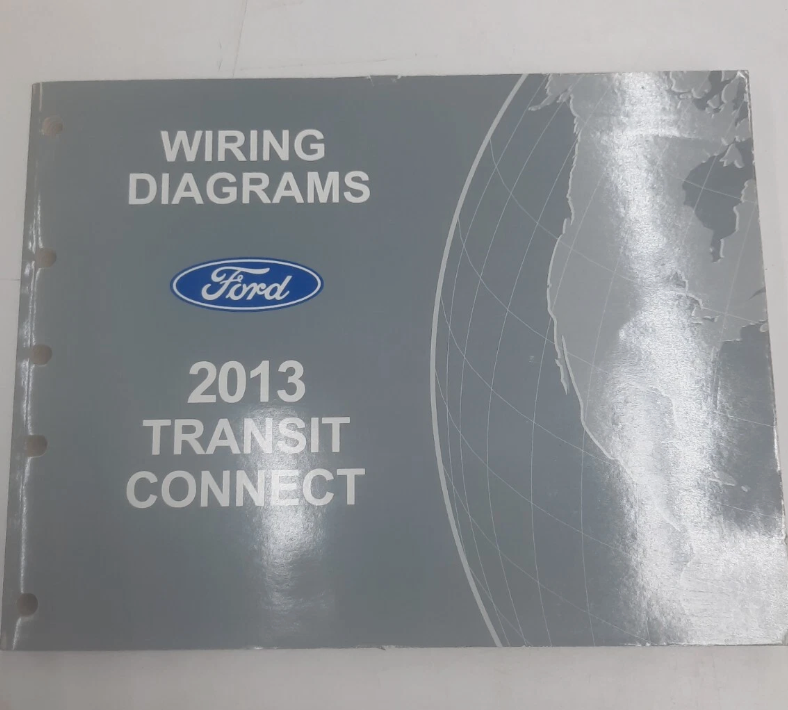 WIRING
DIAGRAMS
Ford
2013
TRANSIT
CONNECT